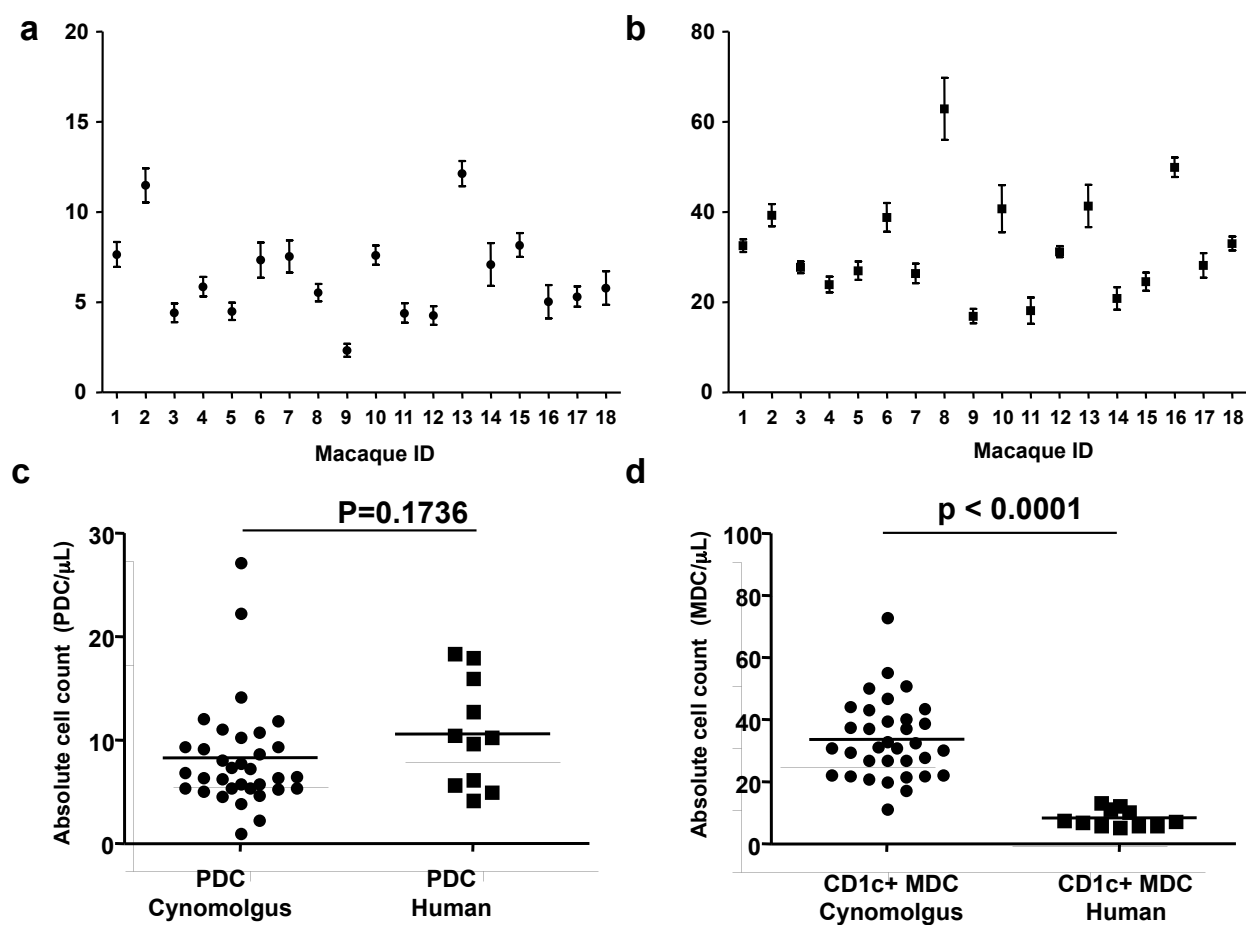 a
20
15
10
5
0
1 2 3 4 5 6 7 8 9 10 11 12 13 14 15 16 17 18
Macaque ID
b
80
60
40
20
0
1 2 3 4 5 6 7 8 9 10 11 12 13 14 15 16 17 18
Macaque ID
c
P=0.1736
Absolute cell count (PDC/μL)
30
20
10
0
PDC
Cynomolgus
PDC
Human
d
p < 0.0001
Absolute cell count (MDC/μL)
100
80
60
40
20
0
CD1c+ MDC
Cynomolgus
CD1c+ MDC
Human